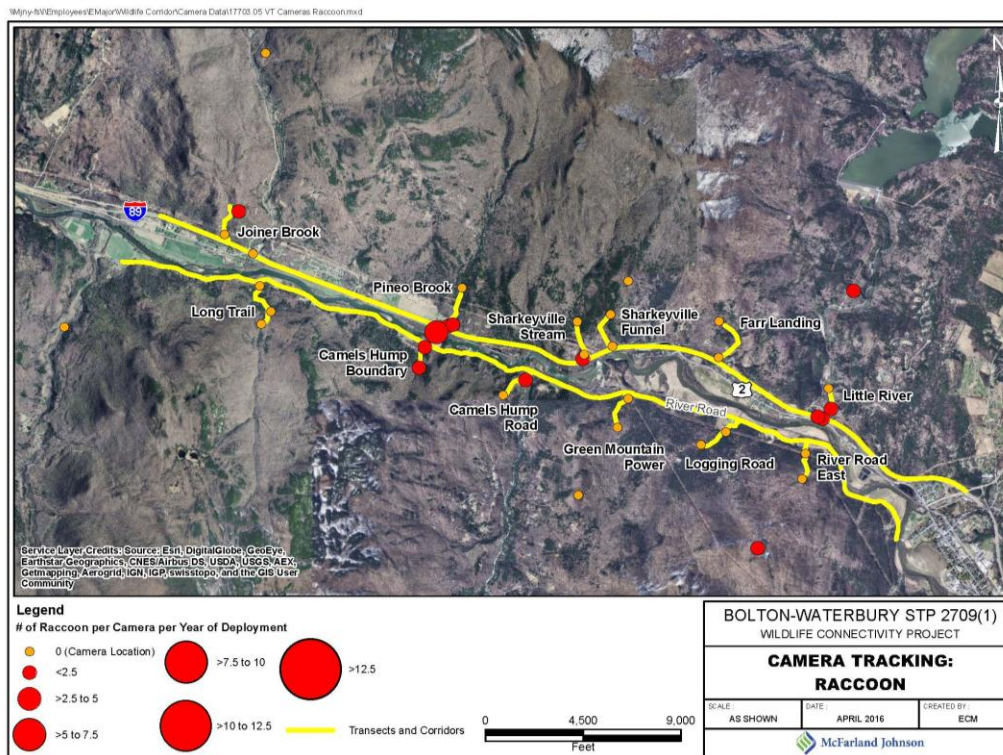 \\Mjny-fs\I\Employees\EMajor\Wildlife Corridor\Camera Data\17703.05 VT Cameras Raccoon.mxd
89
Joiner Brook
Long Trail
Pineo Brook
Sharkeyville
Stream
Sharkeyville
Funnel
Farr Landing
Camels Hump
Boundary
Camels Hump
Road
2
River Road
Little River
Green Mountain
Power
Logging Road
River Road
East
Service Layer Credits: Source: Esri, DigitalGlobe, GeoEye,
Earthstar Geographics, CNES/Airbus DS, USDA, USGS, AEX,
Getmapping, Aerogrid, IGN, IGP, swisstopo, and the GIS User
Community
Legend
# of Raccoon per Camera per Year of Deployment
0 (Camera Location)
<2.5
>2.5 to 5
>5 to 7.5
>7.5 to 10
>10 to 12.5
>12.5
Transects and Corridors
0 4,500 9,000
Feet
BOLTON-WATERBURY STP 2709(1)
WILDLIFE CONNECTIVITY PROJECT
CAMERA TRACKING:
RACCOON
SCALE: AS SHOWN
DATE: APRIL 2016
CREATED BY: ECM
McFarland Johnson